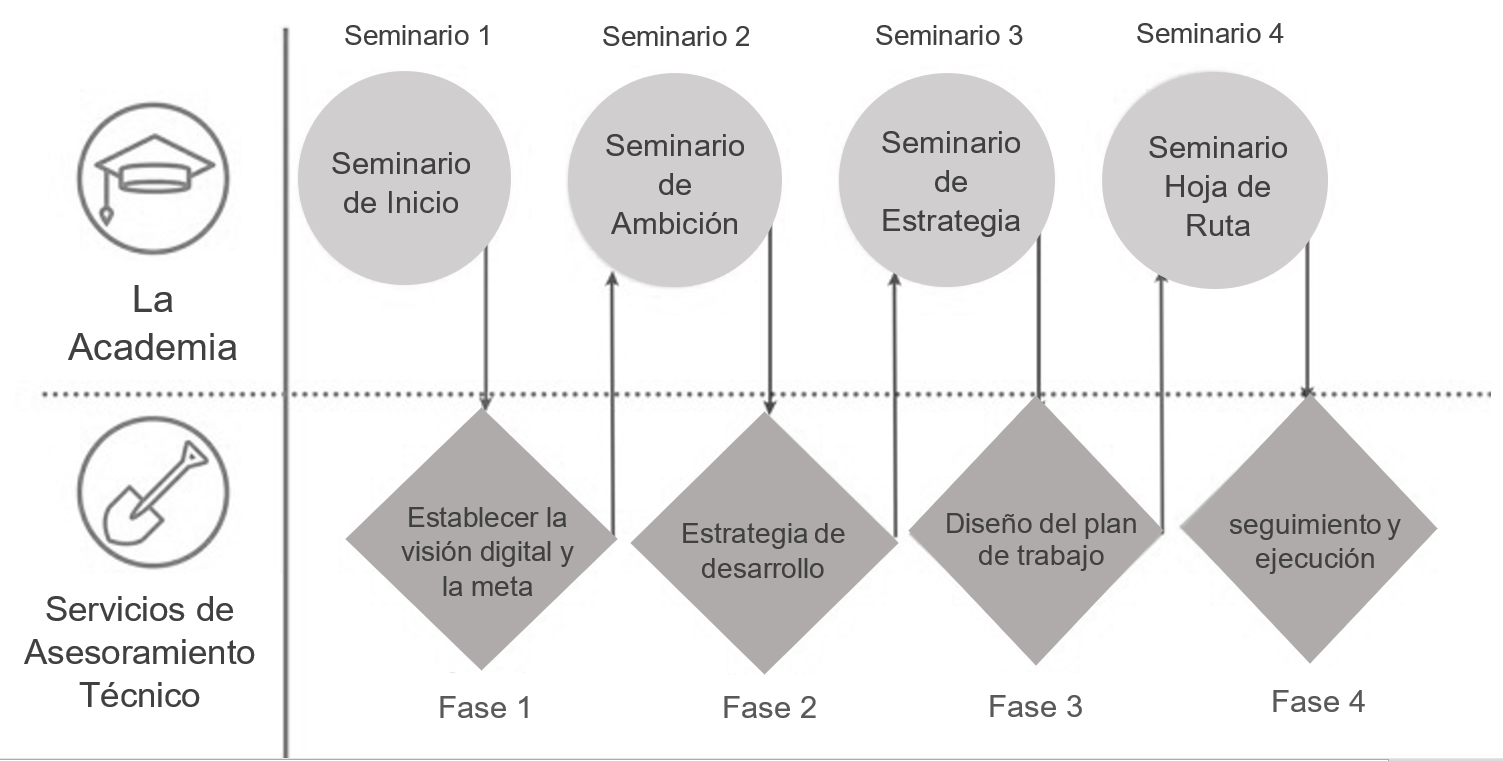 Seminario 1
Seminario 2
Seminario 3
Seminario 4
Seminario
de Inicio
Seminario
de
Ambición
Seminario
de
Estrategia
Seminario
Hoja de
Ruta
La
Academia
Servicios de
Asesoramiento
Técnico
Establecer la
visión digital y
la meta
Estrategia de
desarrollo
Diseño del plan
de trabajo
seguimiento y
ejecución
Fase 1
Fase 2
Fase 3
Fase 4